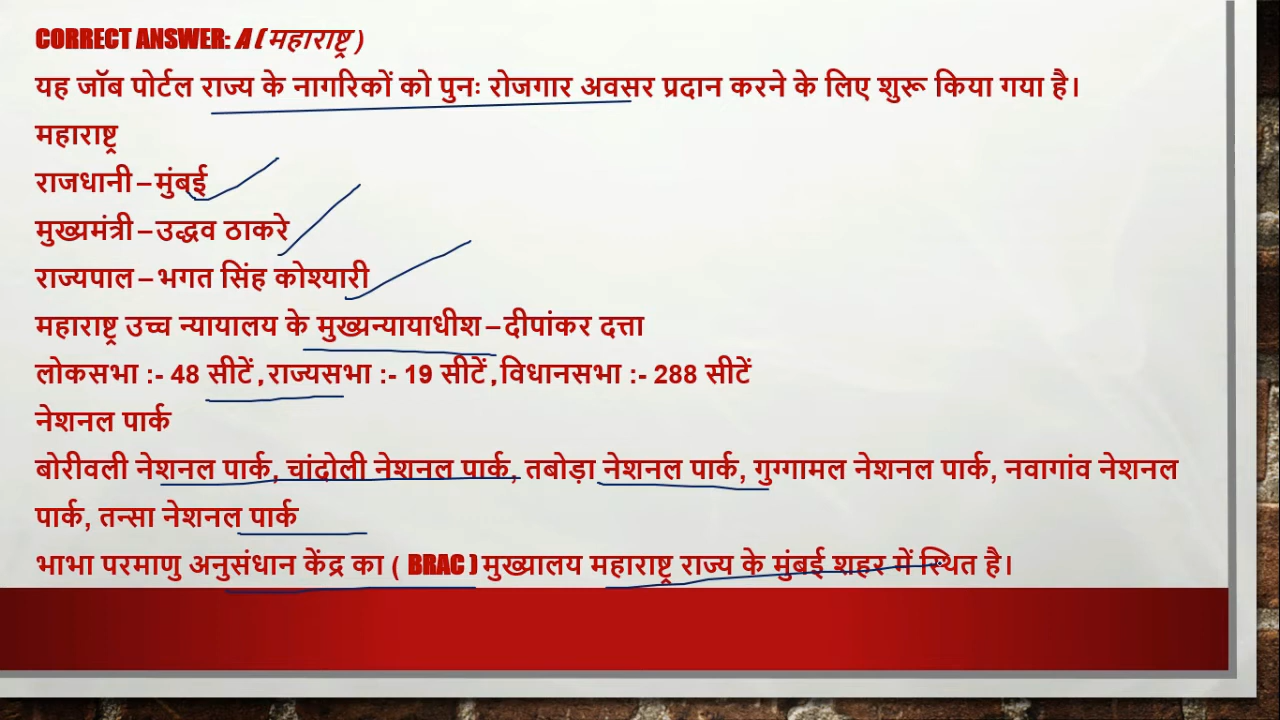 CORRECT ANSWER: A ( महाराष्ट्र )
यह जॉब पोर्टल राज्य के नागरिकों को पुनः रोजगार अवसर प्रदान करने के लिए शुरू किया गया है।
महाराष्ट्र
राजधानी – मुंबई
मुख्यमंत्री – उद्धव ठाकरे
राज्यपाल – भगत सिंह कोश्यारी
महाराष्ट्र उच्च न्यायालय के मुख्यन्यायाधीश – दीपांकर दत्ता
लोकसभा :- 48 सीटें , राज्यसभा :- 19 सीटें , विधानसभा :- 288 सीटें
नेशनल पार्क
बोरीवली नेशनल पार्क, चांदोली नेशनल पार्क, तबोड़ा नेशनल पार्क, गुग्गामल नेशनल पार्क, नवागांव नेशनल
पार्क, तन्सा नेशनल पार्क
भाभा परमाणु अनुसंधान केंद्र का ( BRAC ) मुख्यालय महाराष्ट्र राज्य के मुंबई शहर में स्थित है।